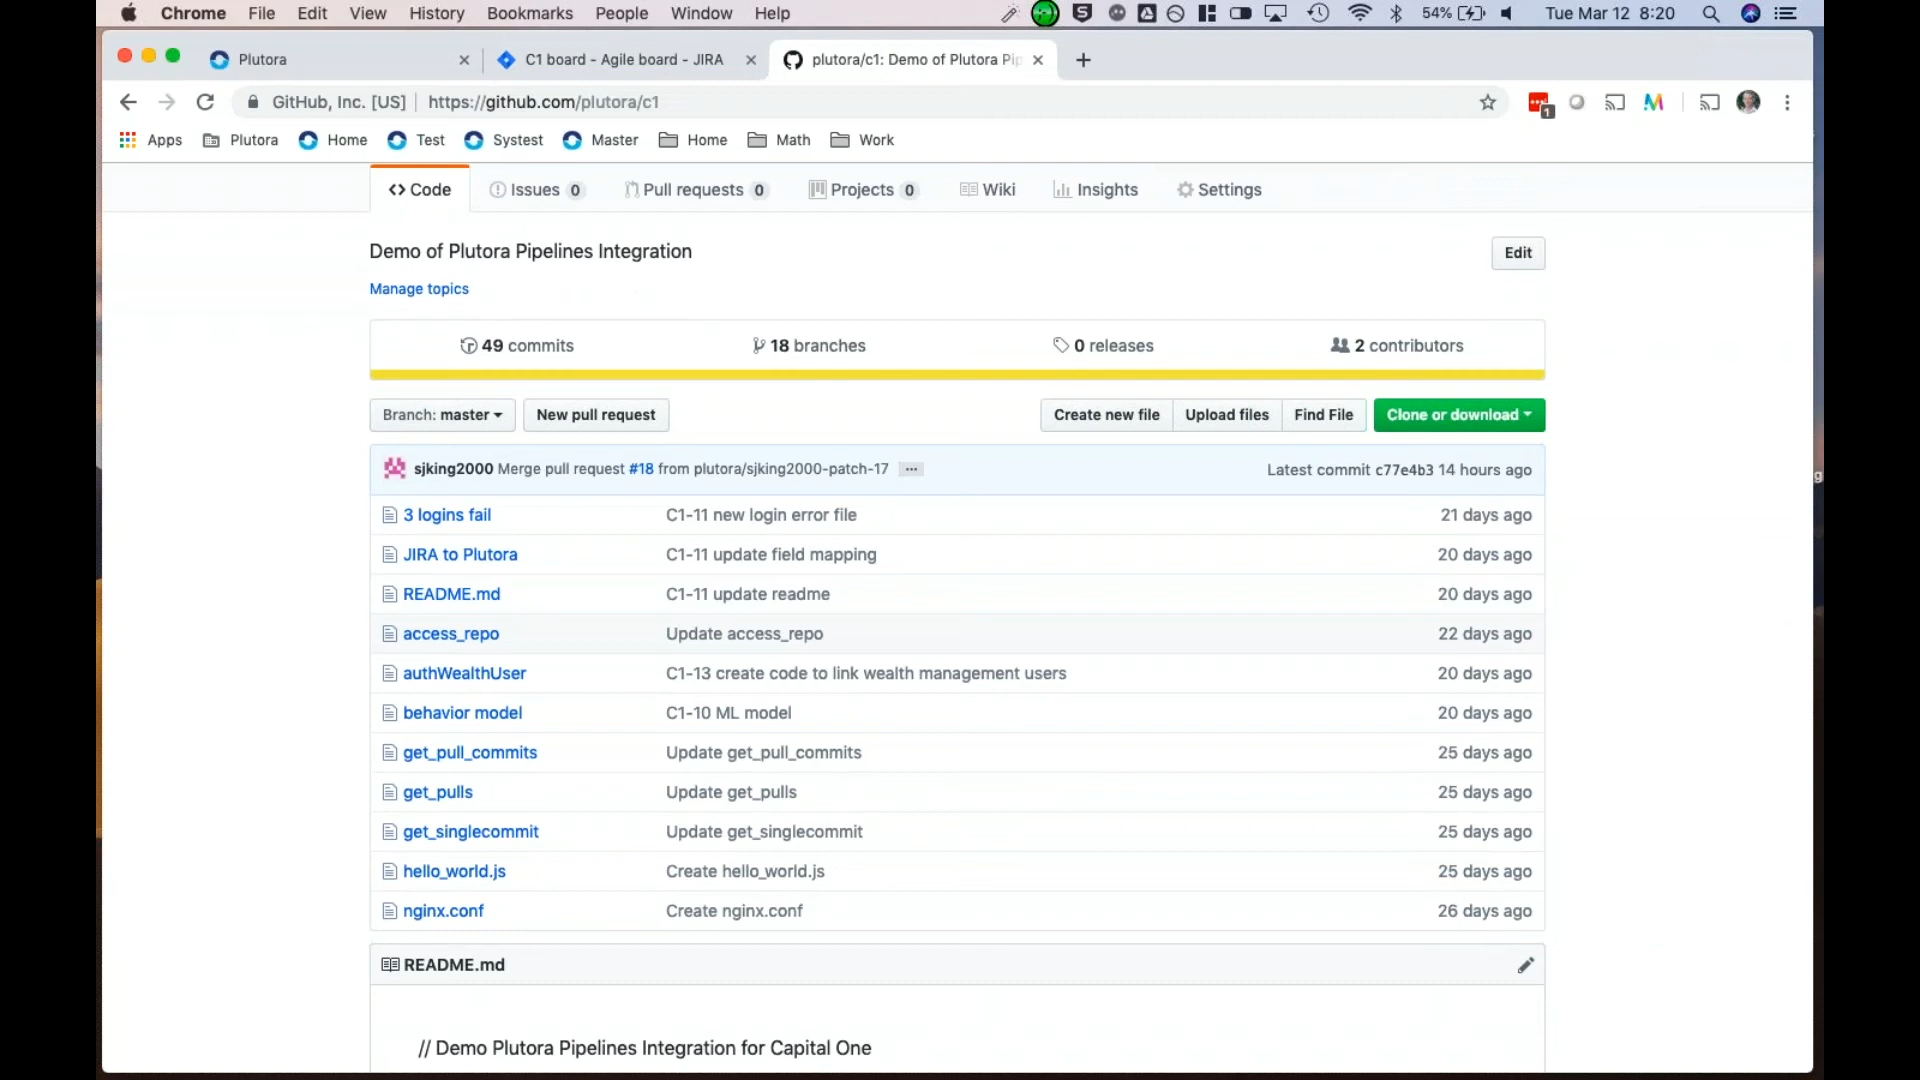 Chrome File Edit View History Bookmarks People Window Help 54% Tue Mar 12 8:20
Plutora
C1 board - Agile board - JIRA
plutora/c1: Demo of Plutora Pip
GitHub, Inc. [US] https://github.com/plutora/c1
1
Apps Plutora Home Test Systest Master Home Math Work
Code Issues 0 Pull requests 0 Projects 0 Wiki Insights Settings
Demo of Plutora Pipelines Integration
Edit
Manage topics
49 commits 18 branches 0 releases 2 contributors
Branch: master New pull request Create new file Upload files Find File Clone or download
sjking2000 Merge pull request #18 from plutora/sjking2000-patch-17 ... Latest commit c77e4b3 14 hours ago
3 logins fail C1-11 new login error file 21 days ago
JIRA to Plutora C1-11 update field mapping 20 days ago
README.md C1-11 update readme 20 days ago
access_repo Update access_repo 22 days ago
authWealthUser C1-13 create code to link wealth management users 20 days ago
behavior model C1-10 ML model 20 days ago
get_pull_commits Update get_pull_commits 25 days ago
get_pulls Update get_pulls 25 days ago
get_singlecommit Update get_singlecommit 25 days ago
hello_world.js Create hello_world.js 25 days ago
nginx.conf Create nginx.conf 26 days ago
README.md
// Demo Plutora Pipelines Integration for Capital One